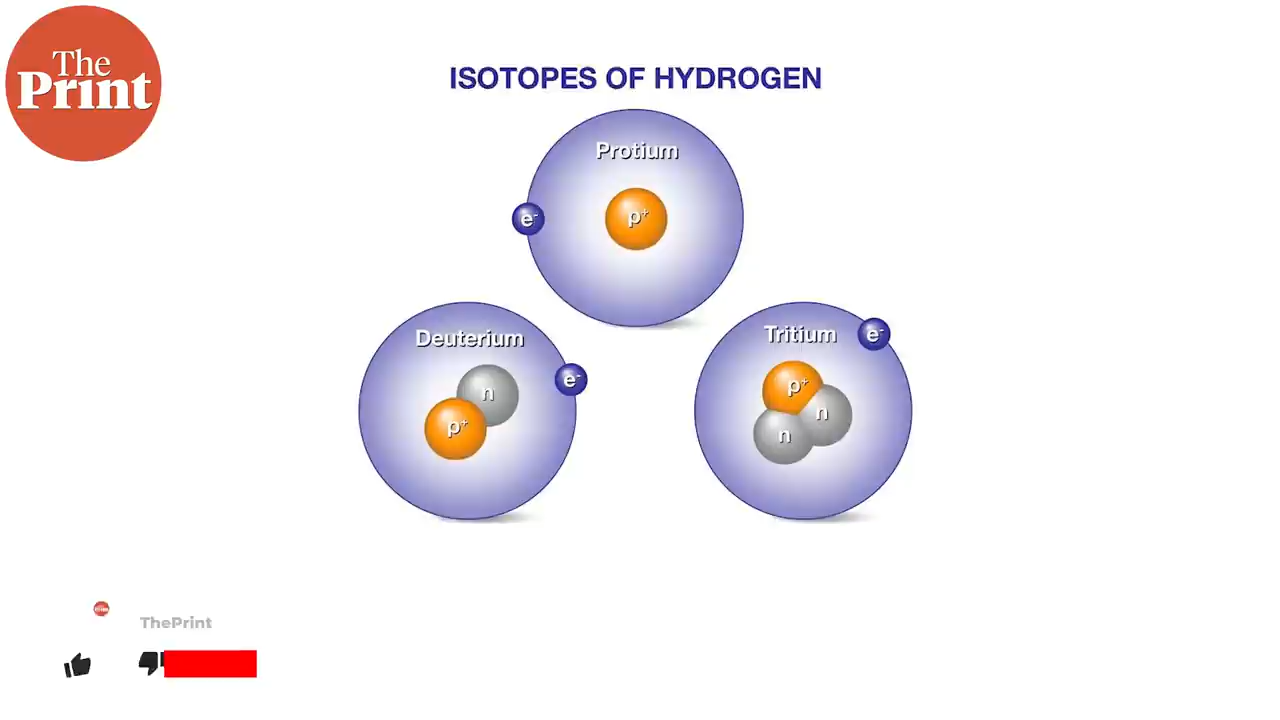 The
Print
ISOTOPES OF HYDROGEN
Protium
e-
p+
Deuterium
e-
n
p+
Tritium
e-
p+
n
n
ThePrint